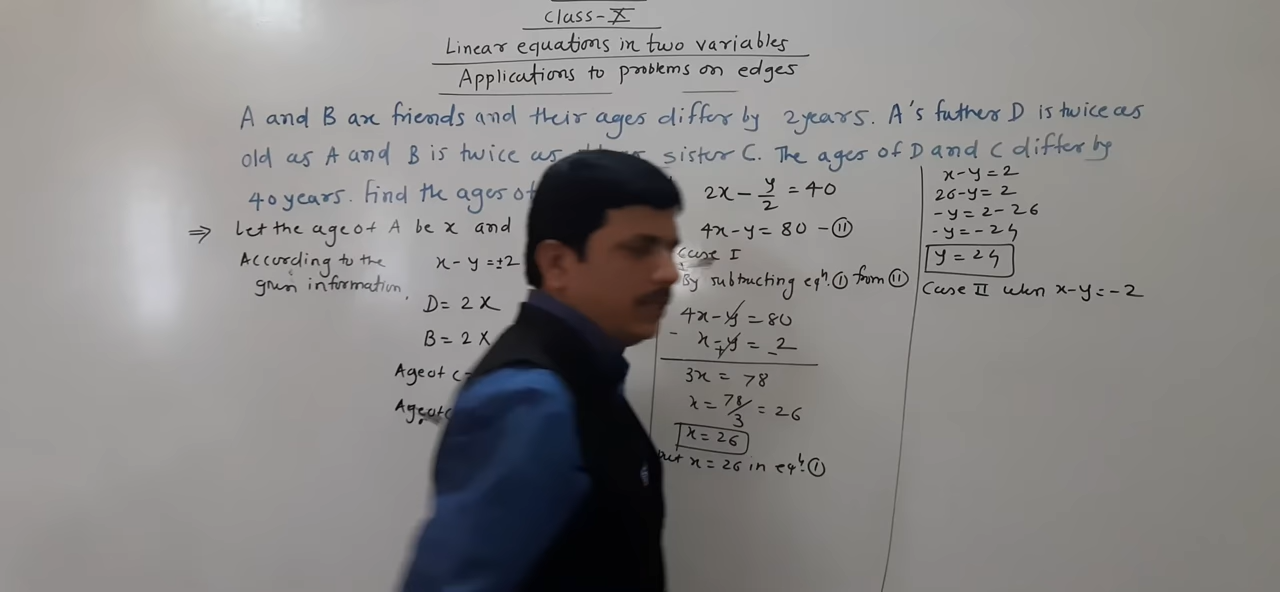 Class-X
Linear equations in two variables
Applications to problems on edges
A and B are friends and their ages differ by 2years. A's father D is twice as
old as A and B is twice as sister C. The ages of D and C differ by
40years. Find the ages of
⇒ Let the age of A be x and
According to the
given information.
x-y=±2
D=2x
B=2x
Age of C
Age of C
2x-y/2=40
4x-y=80-II
Case I
By subtracting eqn. I from II
4x-y=80
- x-y=2
+ -
3x=78
x=78/3=26
x=26
put x=26 in eqn. I
x-y=2
26-y=2
-y=2-26
-y=-24
y=24
Case II when x-y=-2